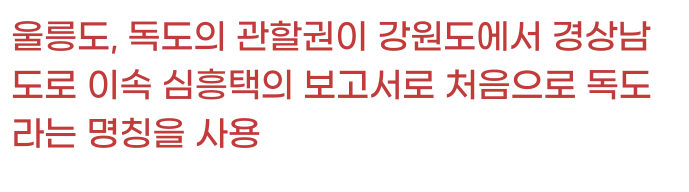 울릉도, 독도의 관할권이 강원도에서 경상남
도로 이속 심흥택의 보고서로 처음으로 독도
라는 명칭을 사용